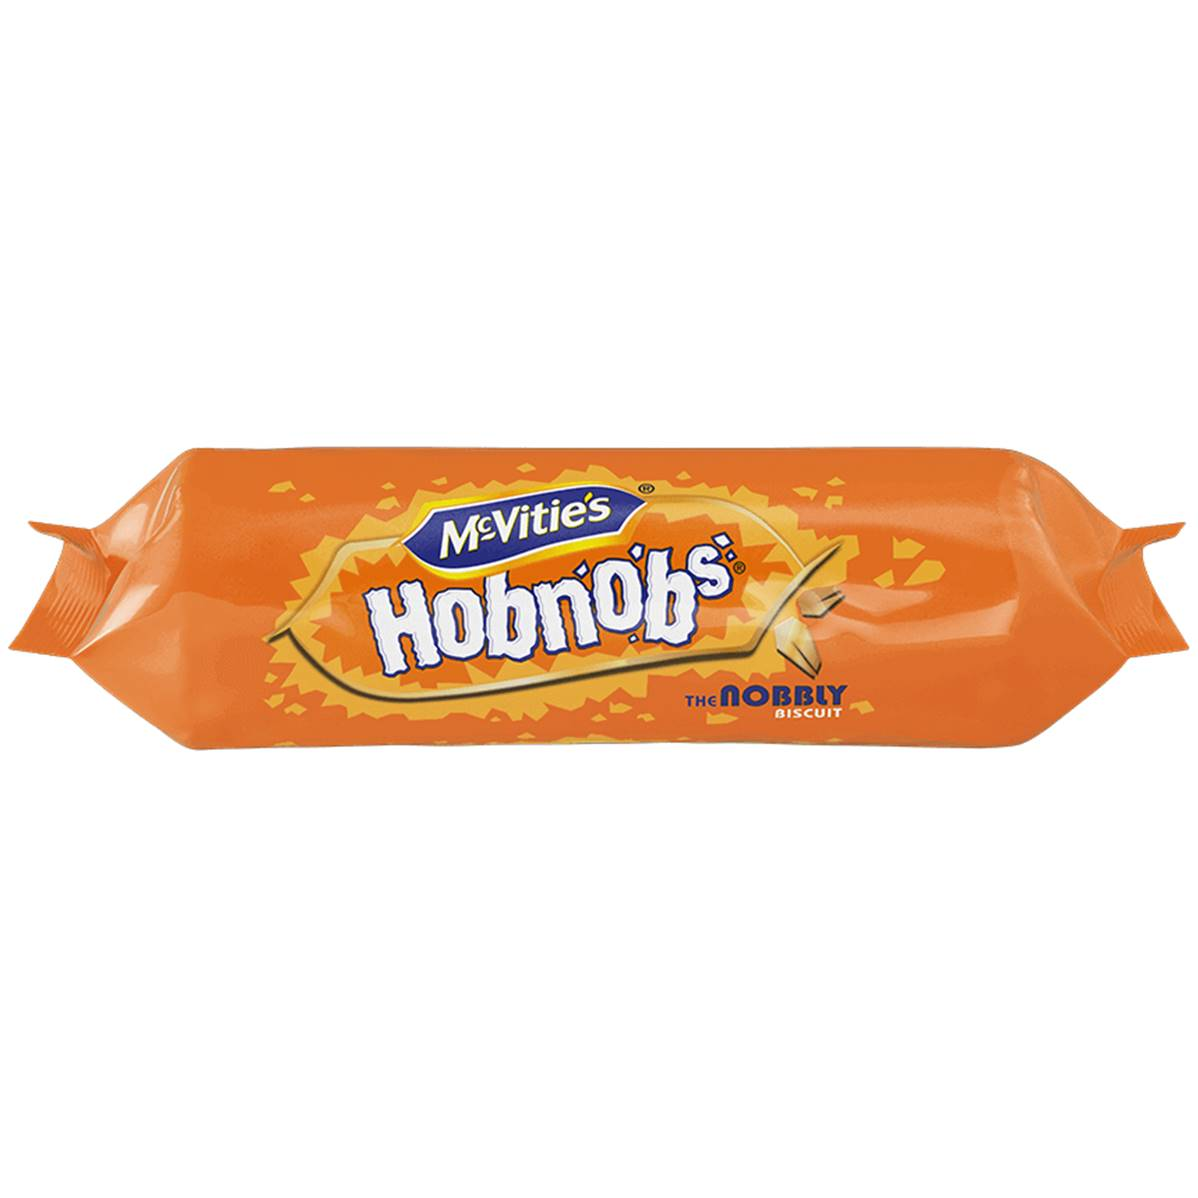 McVitie's ®
Hobnobs ®
THE NOBBLY
BISCUIT